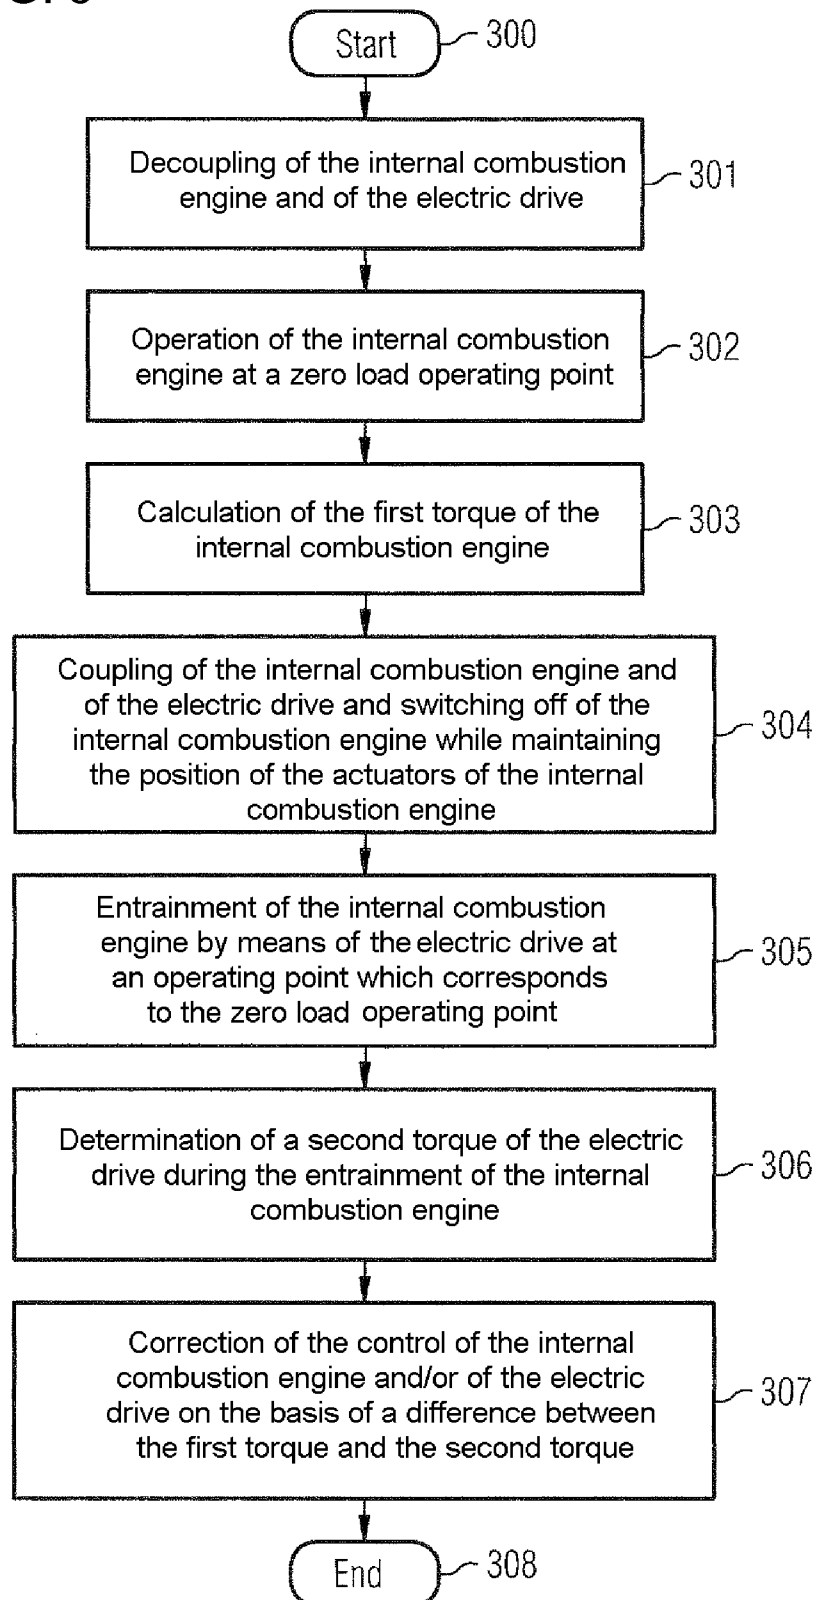 Start
300
Decoupling of the internal combustion
engine and of the electric drive
301
Operation of the internal combustion
engine at a zero load operating point
302
Calculation of the first torque of the
internal combustion engine
303
Coupling of the internal combustion engine and
of the electric drive and switching off of the
internal combustion engine while maintaining
the position of the actuators of the internal
combustion engine
304
Entrainment of the internal combustion
engine by means of the electric drive at
an operating point which corresponds
to the zero load operating point
305
Determination of a second torque of the electric
drive during the entrainment of the internal
combustion engine
306
Correction of the control of the internal
combustion engine and/or of the electric
drive on the basis of a difference between
the first torque and the second torque
307
End
308